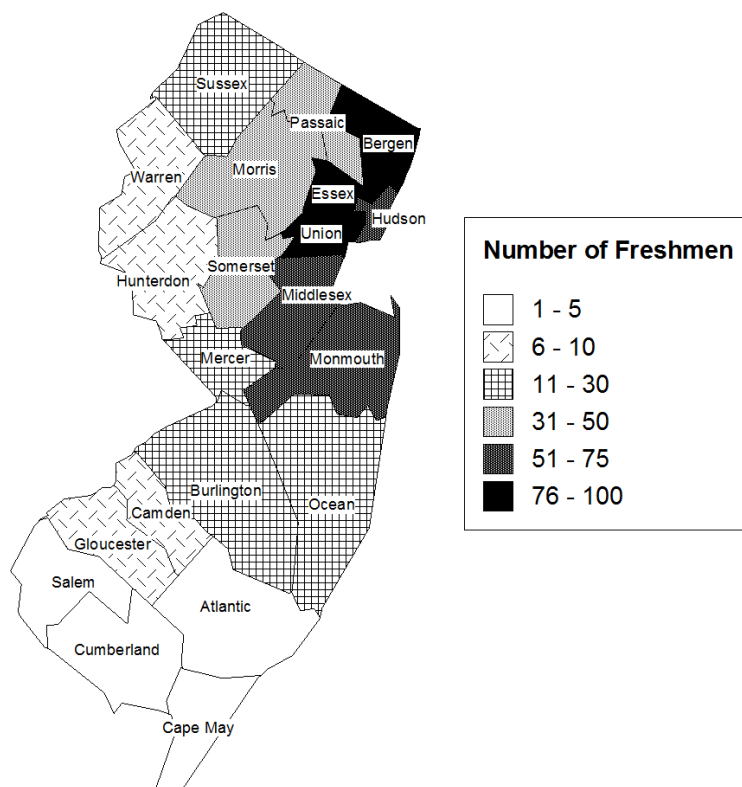 Sussex
Passaic
Bergen
Morris
Warren
Essex
Hudson
Union
Somerset
Hunterdon
Middlesex
Mercer
Monmouth
Burlington
Ocean
Camden
Gloucester
Salem
Atlantic
Cumberland
Cape May
Number of Freshmen
1 - 5
6 - 10
11 - 30
31 - 50
51 - 75
76 - 100